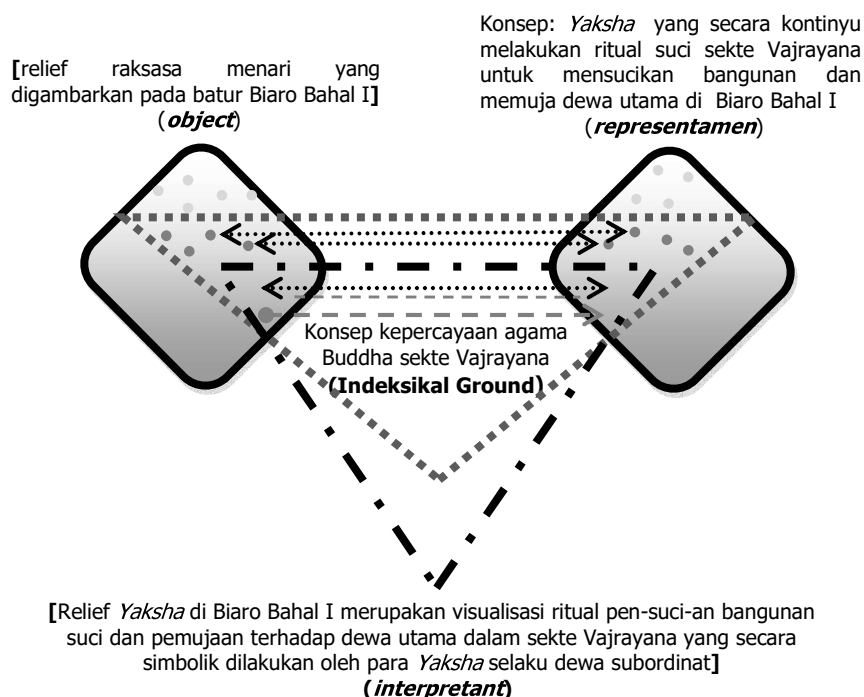 [relief raksasa menari yang
digambarkan pada batur Biaro Bahal I]
(object)
Konsep: Yaksha yang secara kontinyu
melakukan ritual suci sekte Vajrayana
untuk mensucikan bangunan dan
memuja dewa utama di Biaro Bahal I
(representamen)
Konsep kepercayaan agama
Buddha sekte Vajrayana
(Indeksikal Ground)
[Relief Yaksha di Biaro Bahal I merupakan visualisasi ritual pen-suci-an bangunan
suci dan pemujaan terhadap dewa utama dalam sekte Vajrayana yang secara
simbolik dilakukan oleh para Yaksha selaku dewa subordinat]
(interpretant)